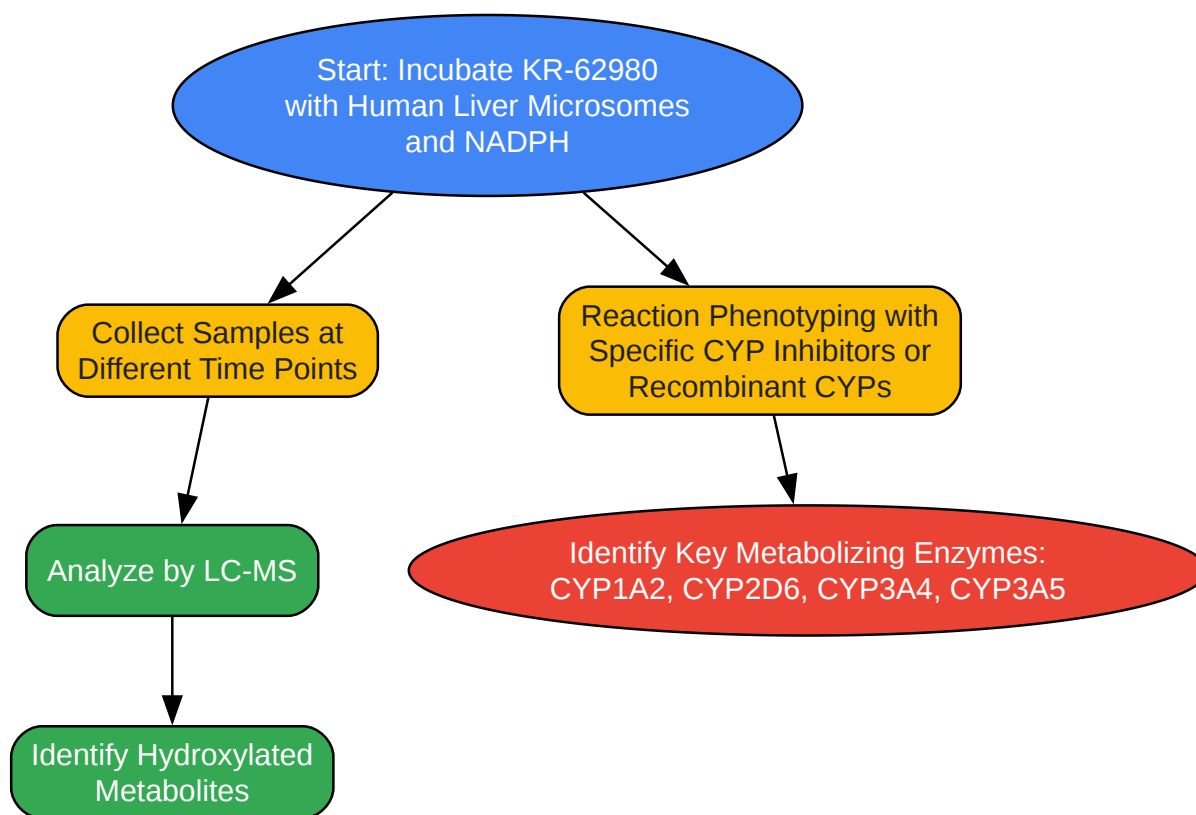 Start: Incubate KR-62980
with Human Liver Microsomes
and NADPH
Collect Samples at
Different Time Points
Reaction Phenotyping with
Specific CYP Inhibitors or
Recombinant CYPs
Analyze by LC-MS
Identify Key Metabolizing Enzymes:
CYP1A2, CYP2D6, CYP3A4, CYP3A5
Identify Hydroxylated
Metabolites